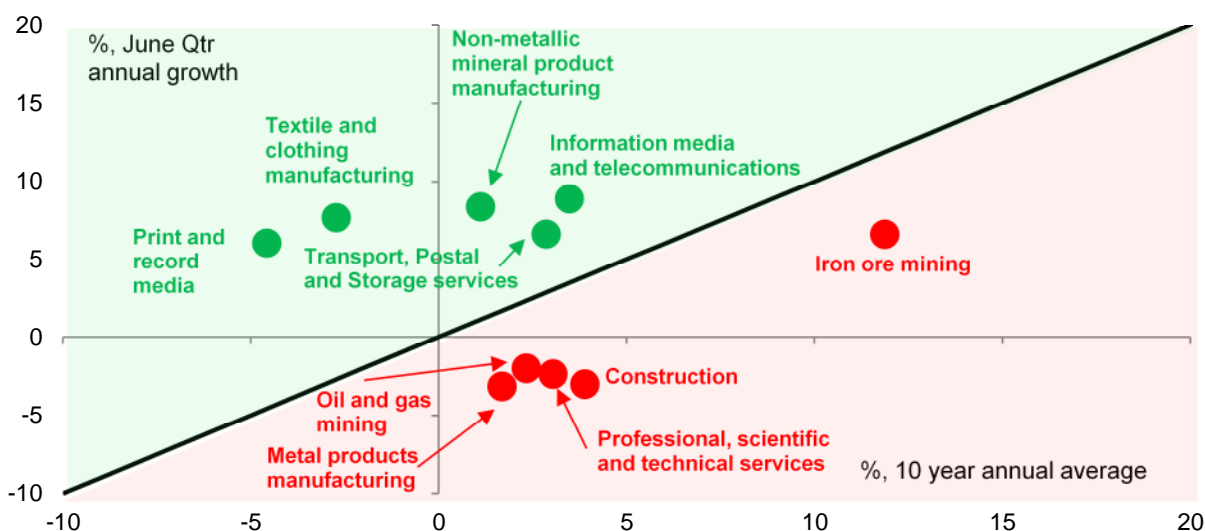 20
%, June Qtr
annual growth
Non-metallic
mineral product
manufacturing
15
Textile and
clothing
manufacturing
Information media
and telecommunications
10
Print and
record
media
Transport, Postal
and Storage services
Iron ore mining
5
0
Oil and gas
mining
Construction
-5
Metal products
manufacturing
Professional, scientific
and technical services
%, 10 year annual average
-10
-10 -5 0 5 10 15 20